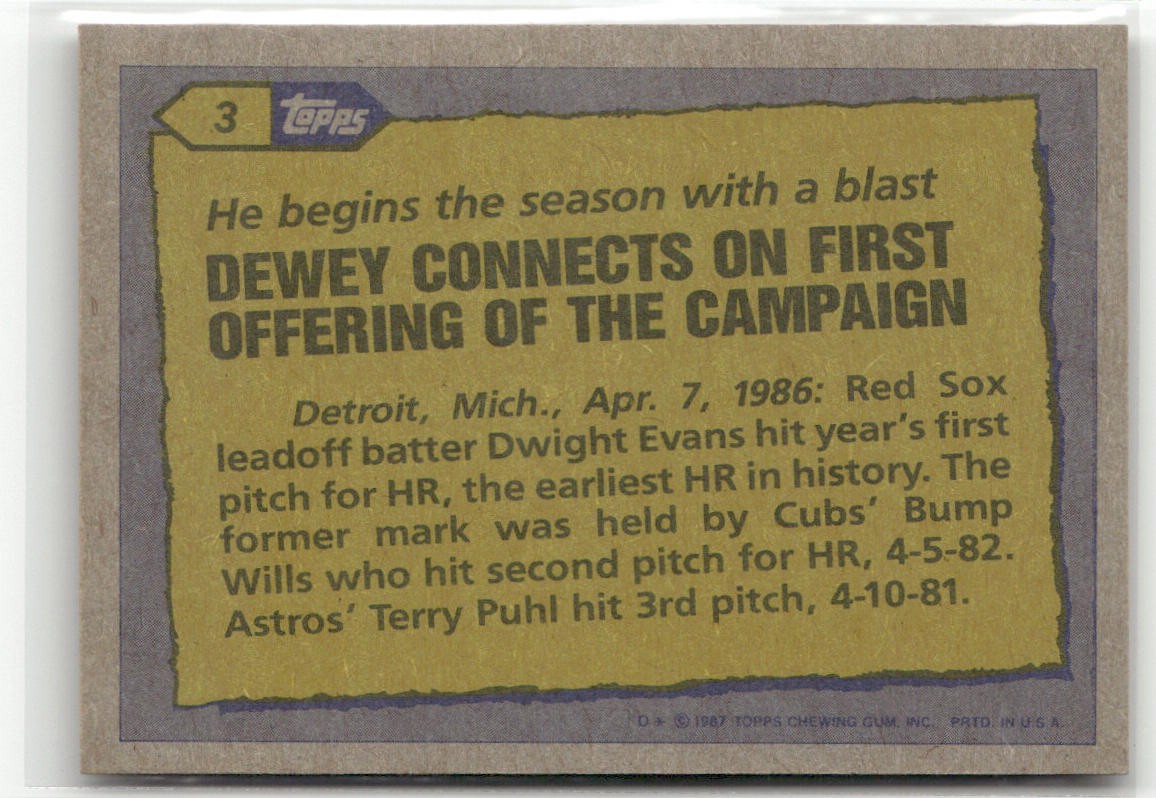 3 topps
He begins the season with a blast
DEWEY CONNECTS ON FIRST
OFFERING OF THE CAMPAIGN
Detroit, Mich., Apr. 7, 1986: Red Sox
leadoff batter Dwight Evans hit year's first
pitch for HR, the earliest HR in history. The
former mark was held by Cubs' Bump
Wills who hit second pitch for HR, 4-5-82.
Astros' Terry Puhl hit 3rd pitch, 4-10-81.
D* © 1987 TOPPS CHEWING GUM, INC. PRTD. IN U.S.A.